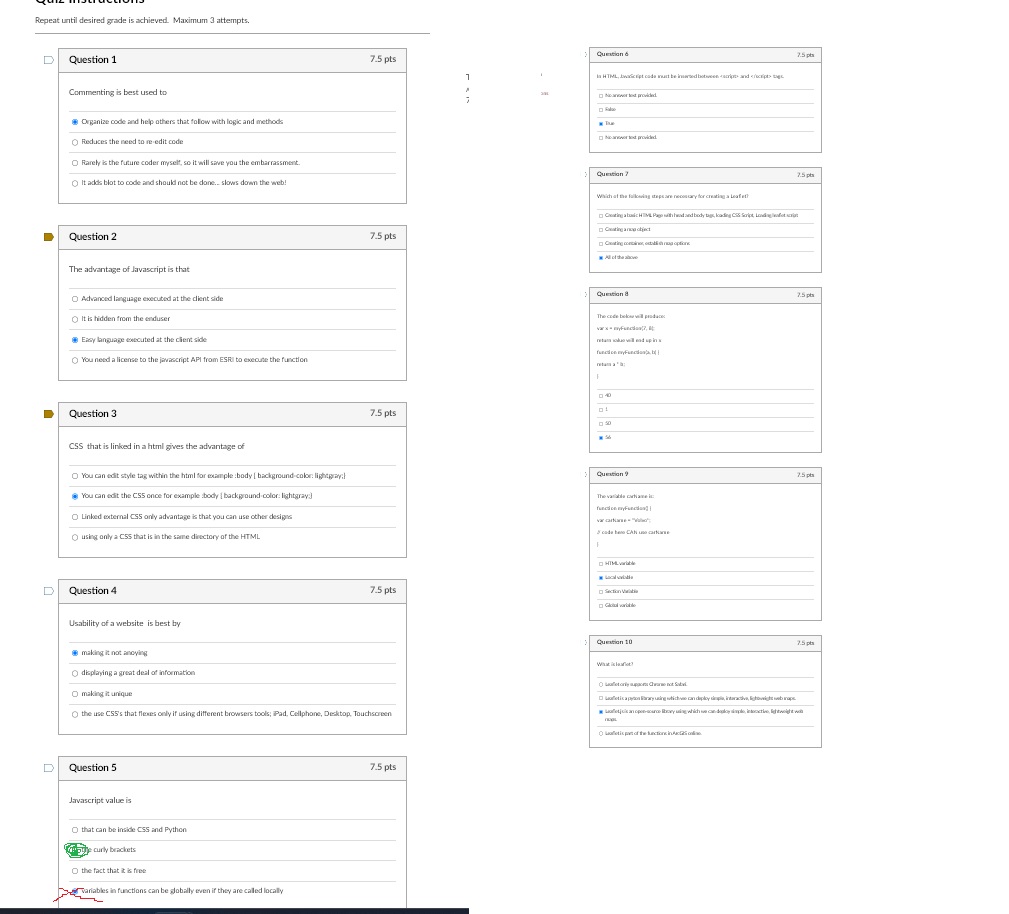 Quiz Instructions
Repeat until desired grade is achieved. Maximum 3 attempts.
Question 1 7.5 pts
Commenting is best used to
Organize code and help others that follow with logic and methods
Reduces the need to re-edit code
Rarely is the future coder myself, so it will save you the embarrassment.
It adds blot to code and should not be done... slows down the web!
Question 2 7.5 pts
The advantage of Javascript is that
Advanced language executed at the client side
It is hidden from the enduser
Easy language executed at the client side
You need a license to the javascript API from ESRI to execute the function
Question 3 7.5 pts
CSS that is linked in a html gives the advantage of
You can edit style tag within the html for example :body { background-color: lightgray;}
You can edit the CSS once for example :body { background-color: lightgray;}
Linked external CSS only advantage is that you can use other designs
using only a CSS that is in the same directory of the HTML
Question 4 7.5 pts
Usability of a website is best by
making it not anoying
displaying a great deal of information
making it unique
the use CSS's that flexes only if using different browsers tools; iPad, Cellphone, Desktop, Touchscreen
Question 5 7.5 pts
Javascript value is
that can be inside CSS and Python
curly brackets
the fact that it is free
variables in functions can be globally even if they are called locally
Question 6 7.5 pts
In HTML, JavaScript code must be inserted between <script> and </script> tags.
No answer text provided.
False
True
No answer text provided.
Question 7 7.5 pts
Which of the following steps are necessary for creating a Leaflet?
Creating a basic HTML Page with head and body tags, loading CSS Script, Loading leaflet script
Creating a map object
Creating container, establish map options
All of the above
Question 8 7.5 pts
The code below will produce:
var x = myFunction(7, 8);
return value will end up in x
function myFunction(a, b) {
return a * b;
}
40
1
50
56
Question 9 7.5 pts
The variable carName is:
function myFunction() {
var carName = "Volvo";
// code here CAN use carName
}
HTML variable
Local variable
Section Variable
Global variable
Question 10 7.5 pts
What is leaflet?
Leaflet only supports Chrome not Safari.
Leaflet is a pyton library using which we can deploy simple, interactive, lightweight web maps.
Leaflet.js is an open-source library using which we can deploy simple, interactive, lightweight web
maps.
Leaflet is part of the functions in ArcGIS online.